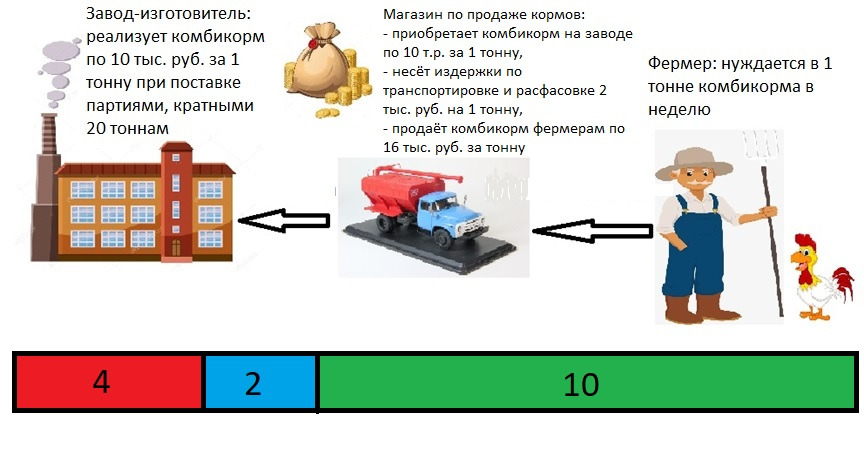 Завод-изготовитель:
реализует комбикорм
по 10 тыс. руб. за 1
тонну при поставке
партиями, кратными
20 тоннам
Магазин по продаже кормов:
- приобретает комбикорм на заводе
по 10 т.р. за 1 тонну,
- несёт издержки по
транспортировке и расфасовке 2
тыс. руб. на 1 тонну,
- продаёт комбикорм фермерам по
16 тыс. руб. за тонну
Фермер: нуждается в 1
тонне комбикорма в
неделю
4
2
10